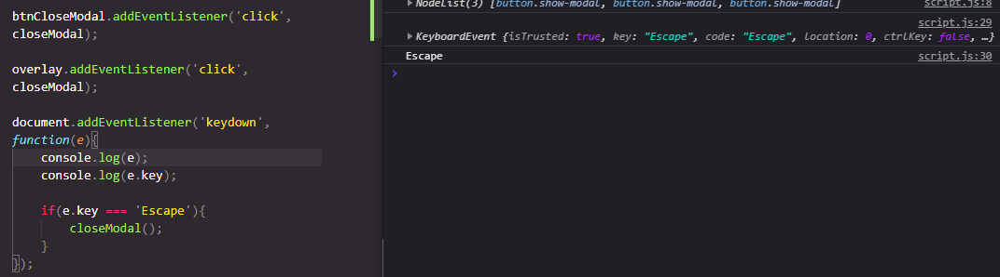 btnCloseModal.addEventListener('click',
closeModal);
overlay.addEventListener('click',
closeModal);
document.addEventListener('keydown',
function(e){
console.log(e);
console.log(e.key);
if(e.key === 'Escape'){
closeModal();
}
});
NodeList(3) [button.show-modal, button.show-modal, button.show-modal] script.js:8
script.js:29
KeyboardEvent {isTrusted: true, key: "Escape", code: "Escape", location: 0, ctrlKey: false, …}
Escape script.js:30